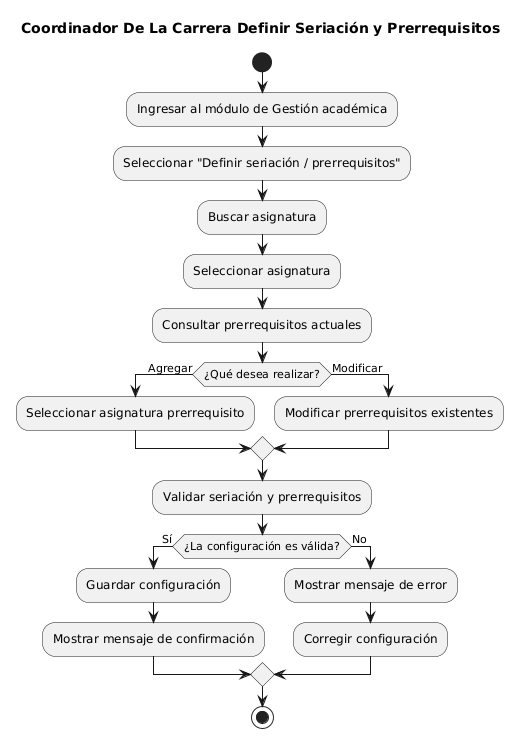 Coordinador De La Carrera Definir Seriación y Prerrequisitos
Ingresar al módulo de Gestión académica
Seleccionar "Definir seriación / prerrequisitos"
Buscar asignatura
Seleccionar asignatura
Consultar prerrequisitos actuales
Agregar
¿Qué desea realizar?
Modificar
Seleccionar asignatura prerrequisito
Modificar prerrequisitos existentes
Validar seriación y prerrequisitos
Sí
¿La configuración es válida?
No
Guardar configuración
Mostrar mensaje de error
Mostrar mensaje de confirmación
Corregir configuración